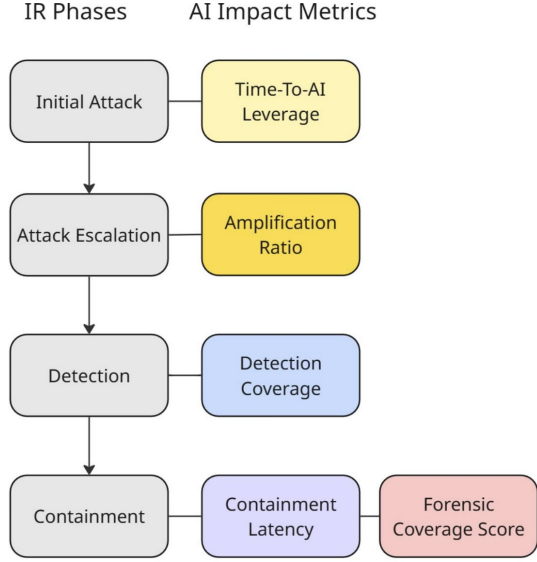 IR Phases
AI Impact Metrics
Initial Attack
Time-To-AI
Leverage
Attack Escalation
Amplification
Ratio
Detection
Detection
Coverage
Containment
Containment
Latency
Forensic
Coverage Score